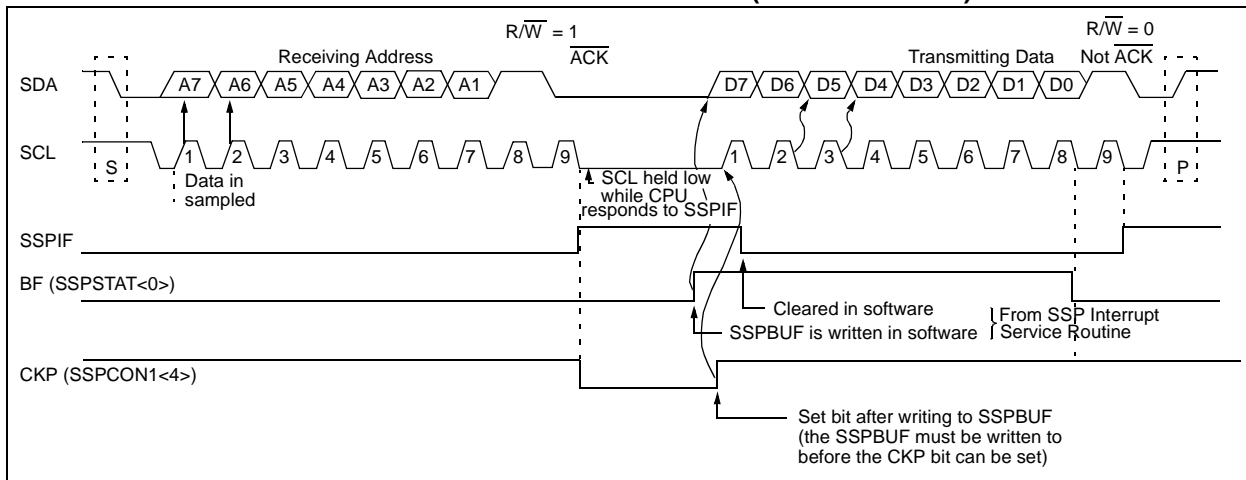 R/W = 1
R/W = 0
Receiving Address
ACK
Transmitting Data
Not ACK
SDA
A7 A6 A5 A4 A3 A2 A1
D7 D6 D5 D4 D3 D2 D1 D0
SCL
S
1 2 3 4 5 6 7 8 9
1 2 3 4 5 6 7 8 9
P
Data in
sampled
SCL held low
while CPU
responds to SSPIF
SSPIF
BF (SSPSTAT<0>)
Cleared in software
SSPBUF is written in software
From SSP Interrupt
Service Routine
CKP (SSPCON1<4>)
Set bit after writing to SSPBUF
(the SSPBUF must be written to
before the CKP bit can be set)